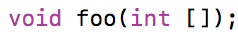 void foo(int []);